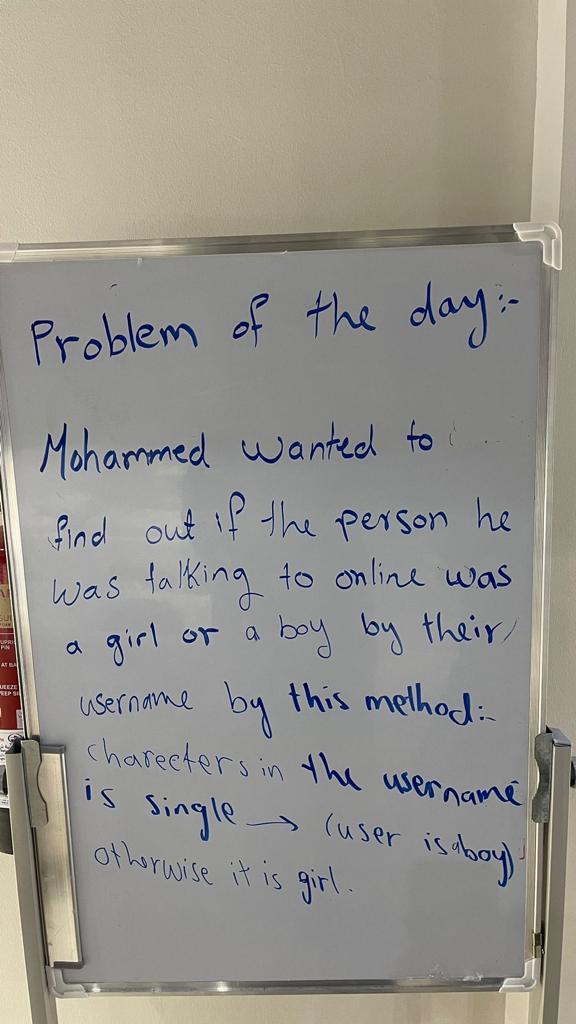 Problem of the day:-
Mohammed wanted to
find out if the person he
was talking to online was
a girl or a boy by their
username by this method:-
charecters in the username
is single → (user is a boy)
otherwise it is girl.